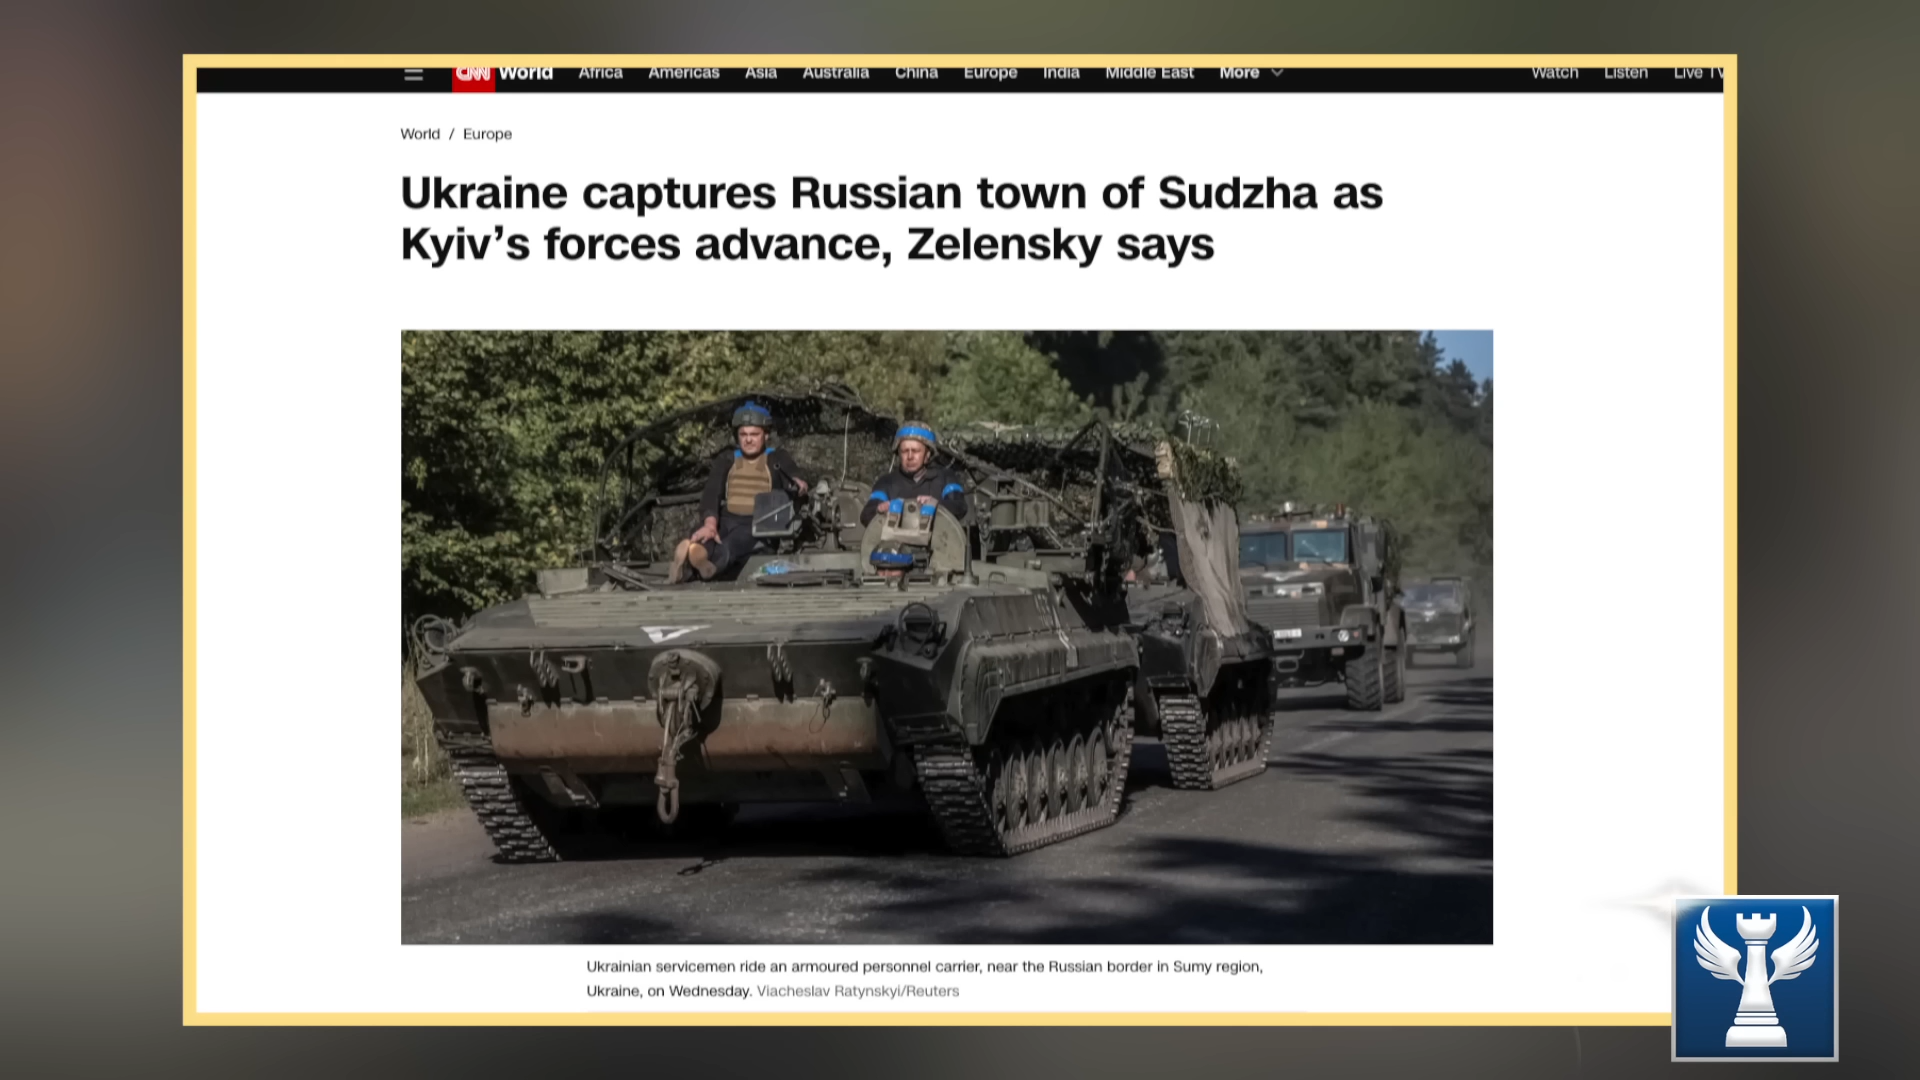 CNN World Africa Americas Asia Australia China Europe India Middle East More Watch Listen Live TV
World / Europe
Ukraine captures Russian town of Sudzha as
Kyiv’s forces advance, Zelensky says
Ukrainian servicemen ride an armoured personnel carrier, near the Russian border in Sumy region,
Ukraine, on Wednesday. Viacheslav Ratynskyi/Reuters